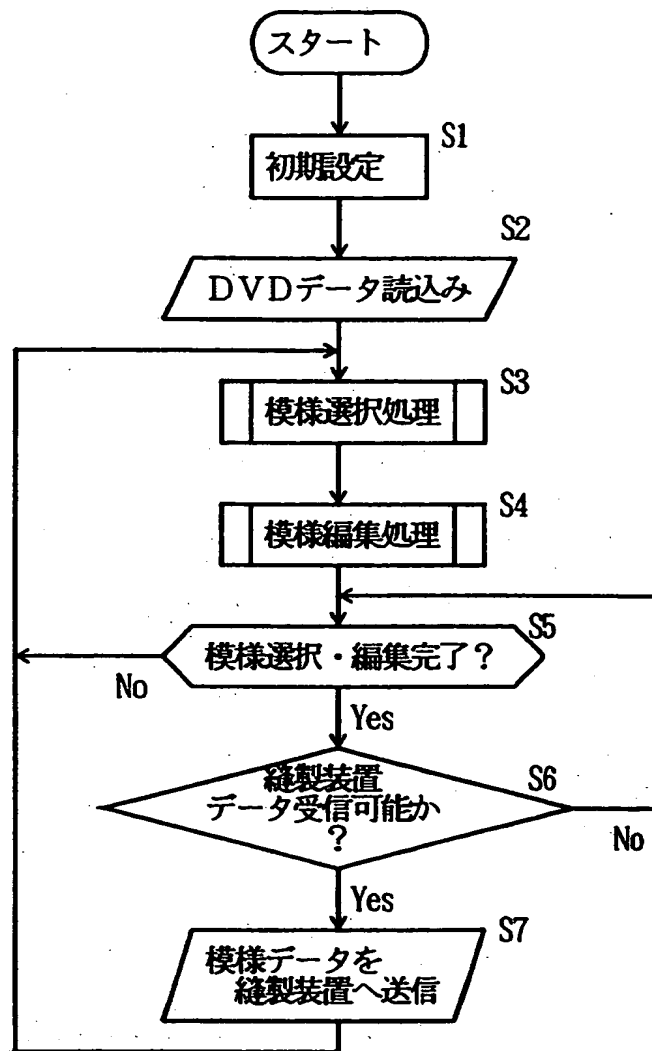 スタート
S1
初期設定
S2
DVDデータ読込み
S3
模様選択処理
S4
模様編集処理
S5
模様選択・編集完了?
No
Yes
S6
縫製装置
データ受信可能か
?
No
Yes
S7
模様データを
縫製装置へ送信